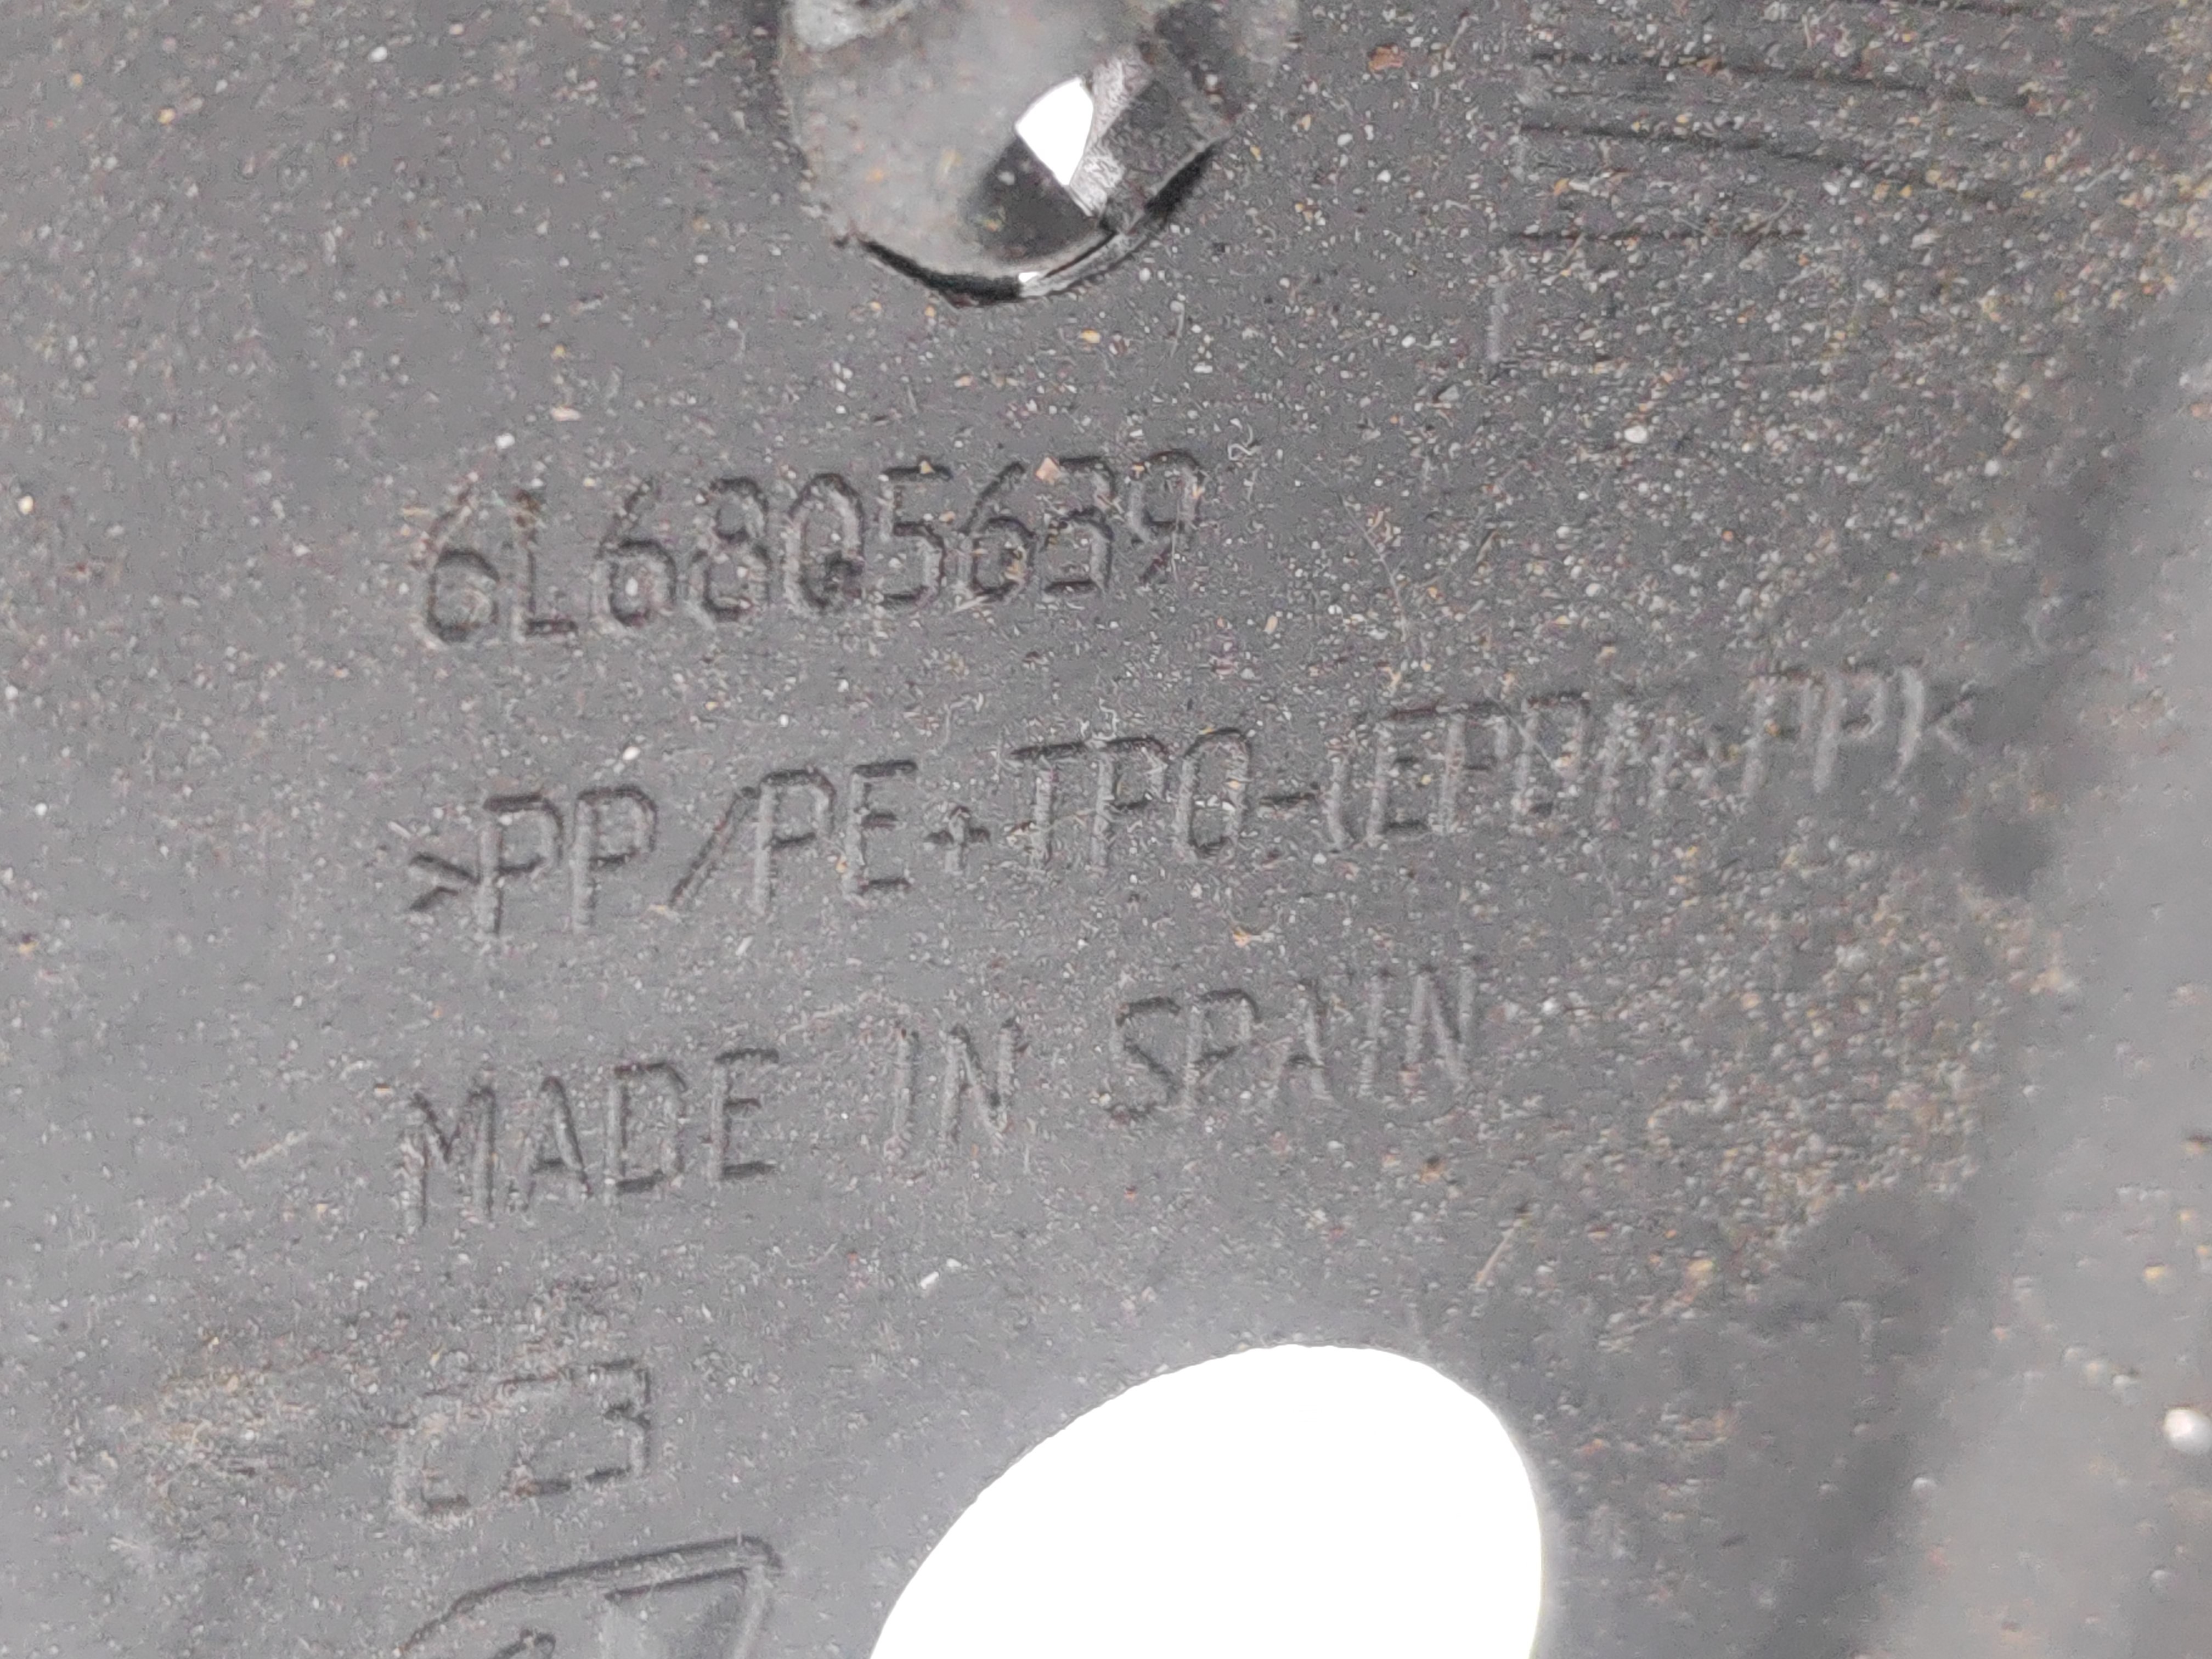 6L6805639
>PP/PE+TPO-(EPDM+PP)<
MADE IN SPAIN